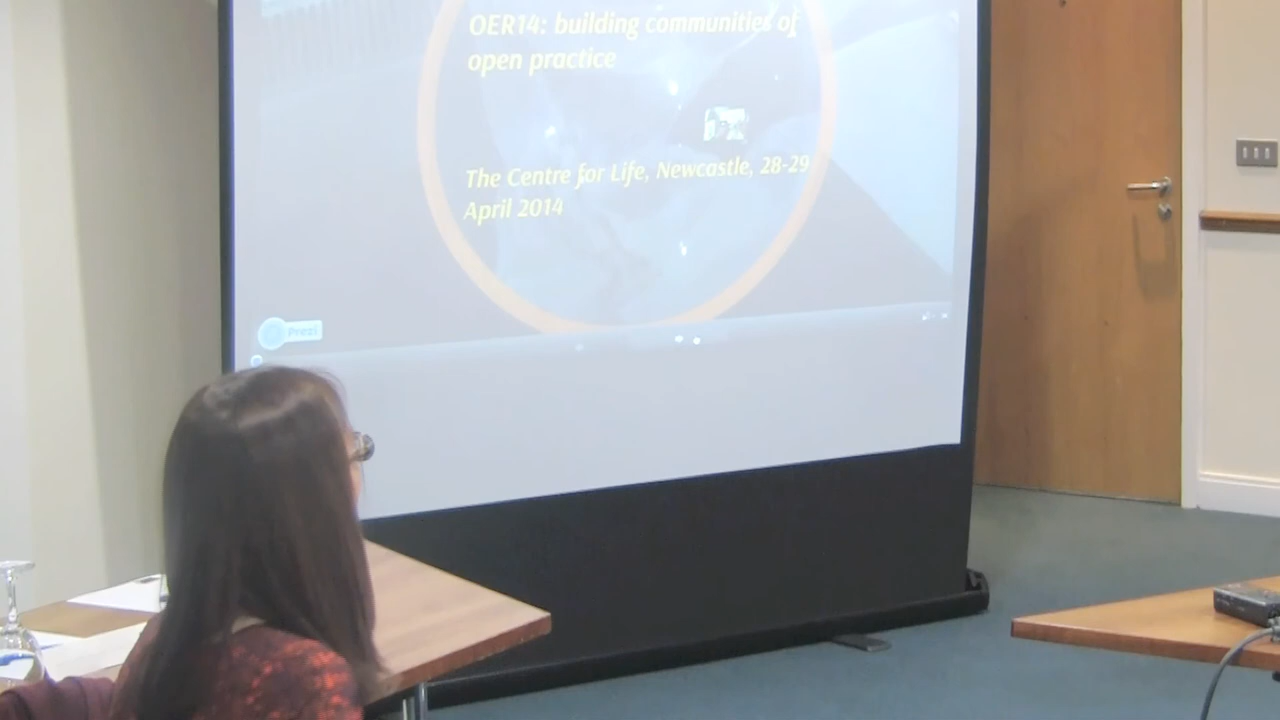 OER14: building communities of
open practice
The Centre for Life, Newcastle, 28-29
April 2014
Prezi